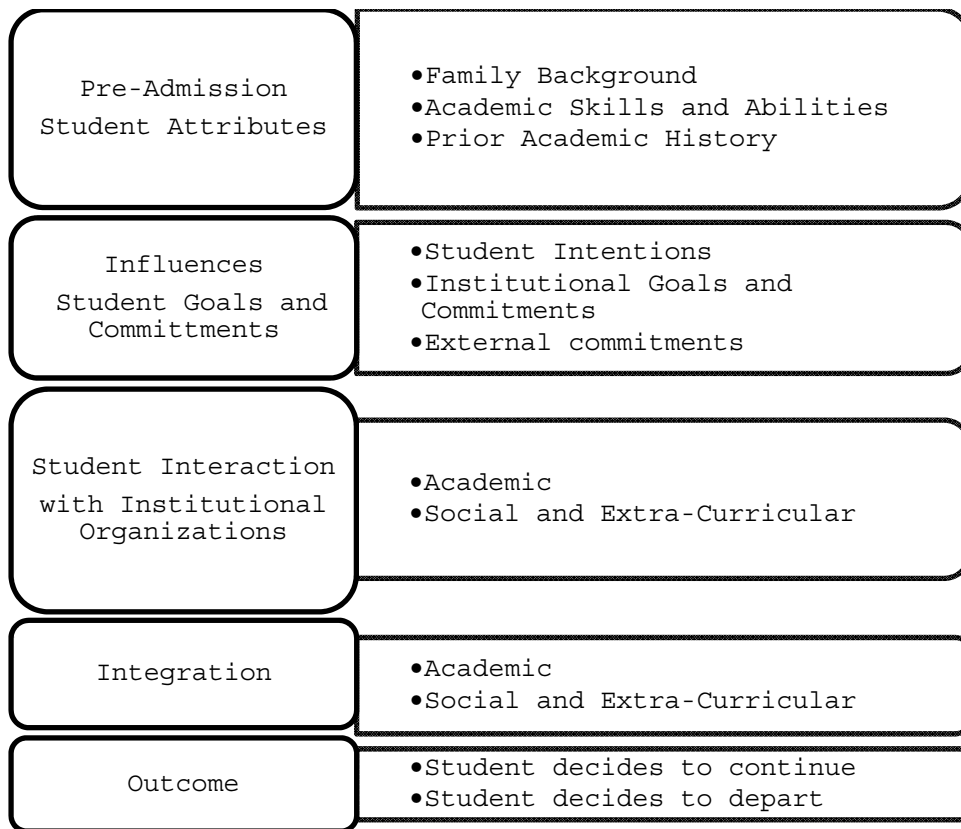 Pre-Admission
Student Attributes
•Family Background
•Academic Skills and Abilities
•Prior Academic History
Influences
Student Goals and
Committments
•Student Intentions
•Institutional Goals and
Commitments
•External commitments
Student Interaction
with Institutional
Organizations
•Academic
•Social and Extra-Curricular
Integration
•Academic
•Social and Extra-Curricular
Outcome
•Student decides to continue
•Student decides to depart